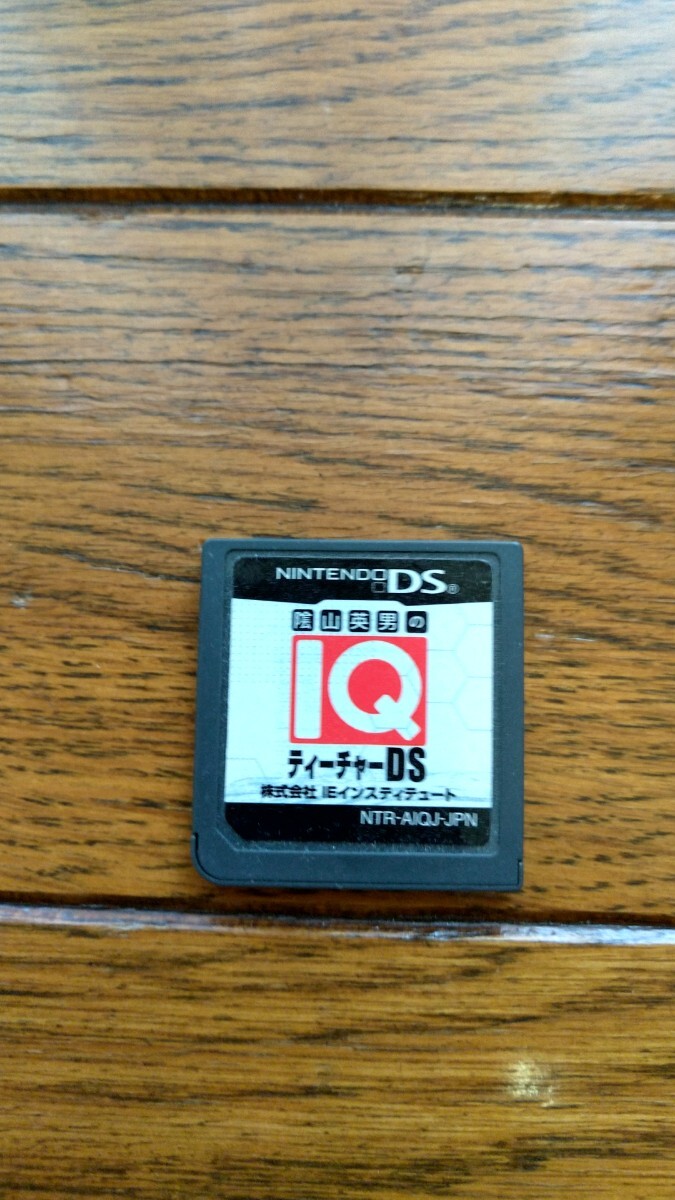 NINTENDO DS®
陰山英男の
IQ
ティーチャーDS
株式会社 IEインスティテュート
NTR-AIQJ-JPN